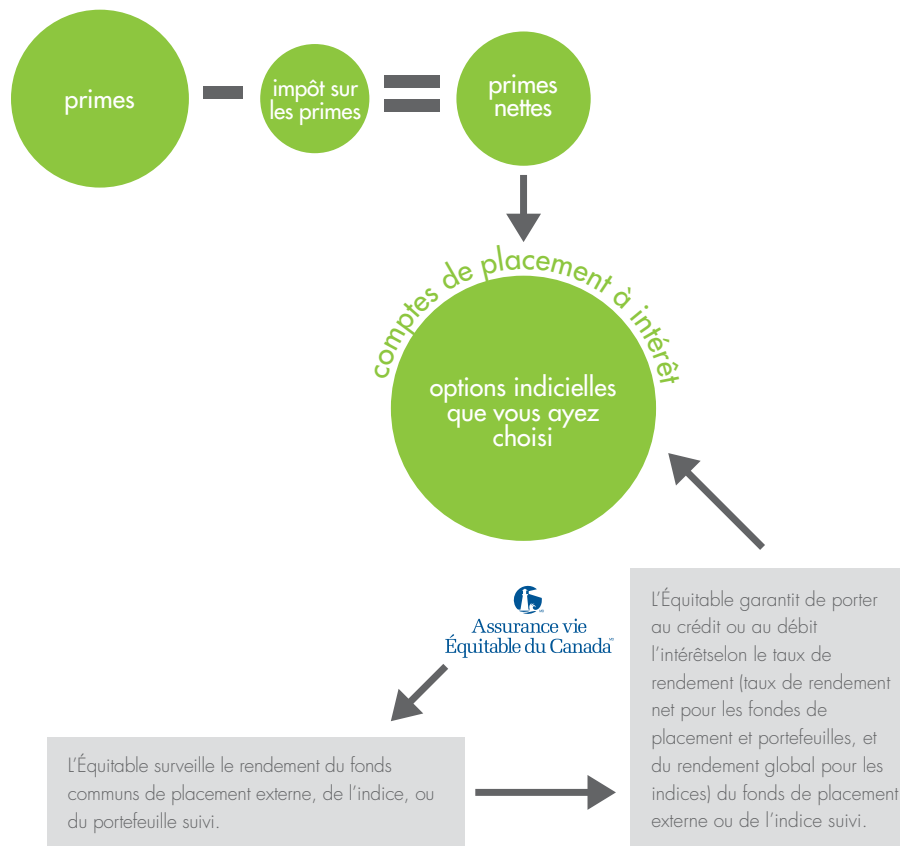 primes
impôt sur
les primes
primes
nettes
comptes de placement à intérêt
options indicielles
que vous ayez
choisi
Assurance vie
Équitable du Canada
L'Équitable garantit de porter
au crédit ou au débit
l'intérêtselon le taux de
rendement (taux de rendement
net pour les fondes de
placement et portefeuilles, et
du rendement global pour les
indices) du fonds de placement
externe ou de l'indice suivi.
L'Équitable surveille le rendement du fonds
communs de placement externe, de l'indice, ou
du portefeuille suivi.